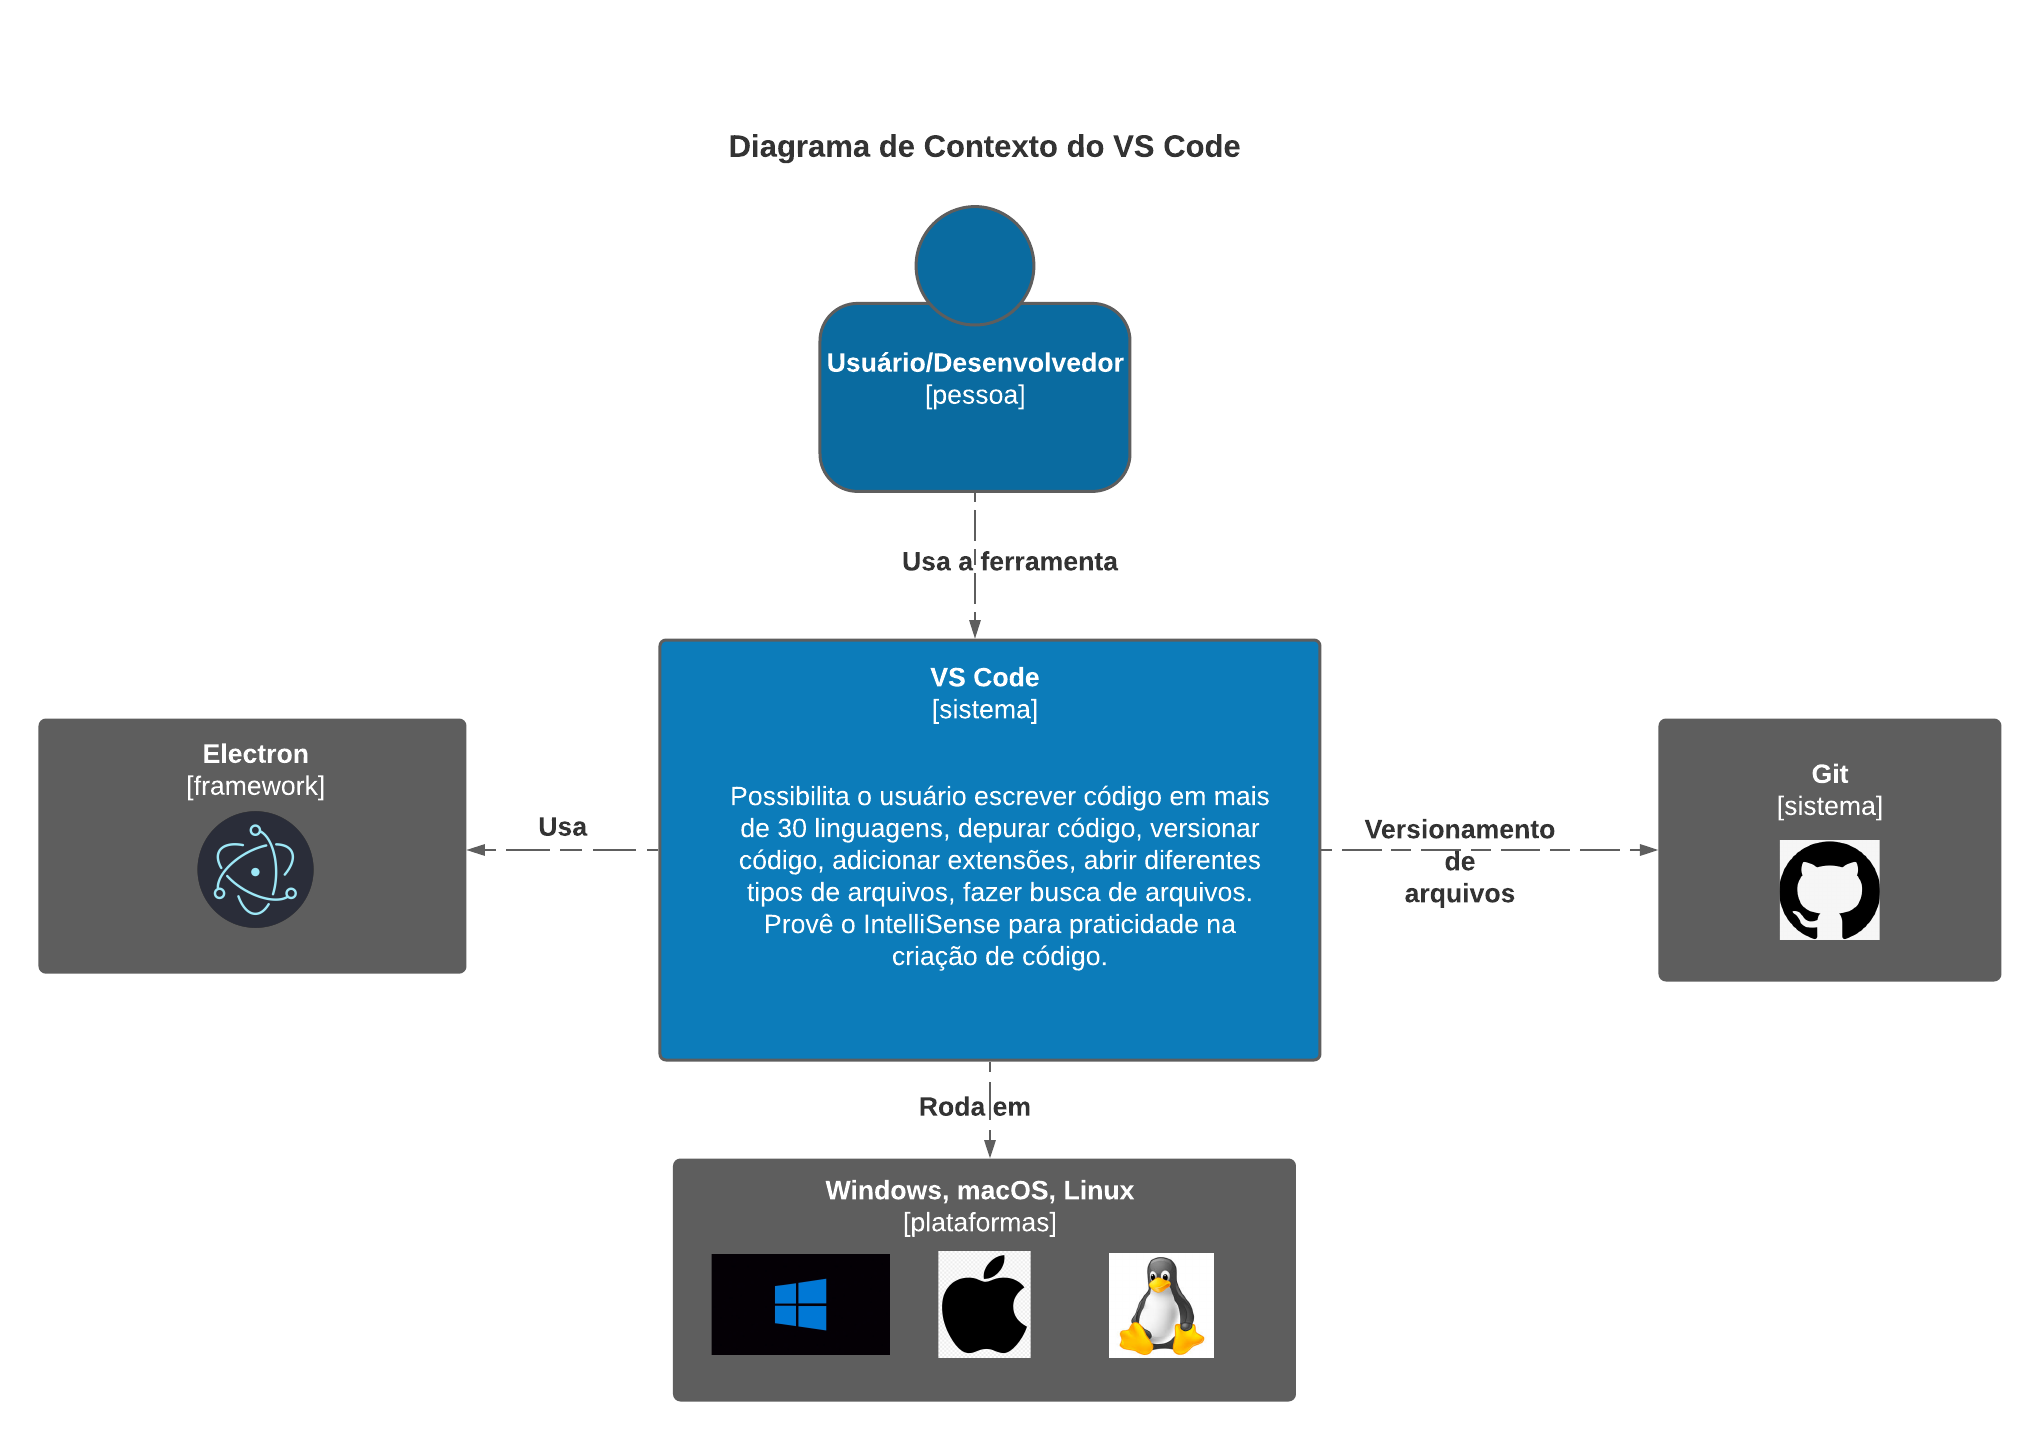 Diagrama de Contexto do VS Code
Usuário/Desenvolvedor
[pessoa]
Usa a ferramenta
VS Code
[sistema]
Possibilita o usuário escrever código em mais
de 30 linguagens, depurar código, versionar
código, adicionar extensões, abrir diferentes
tipos de arquivos, fazer busca de arquivos.
Provê o IntelliSense para praticidade na
criação de código.
Electron
[framework]
Usa
Versionamento
de
arquivos
Git
[sistema]
Roda em
Windows, macOS, Linux
[plataformas]